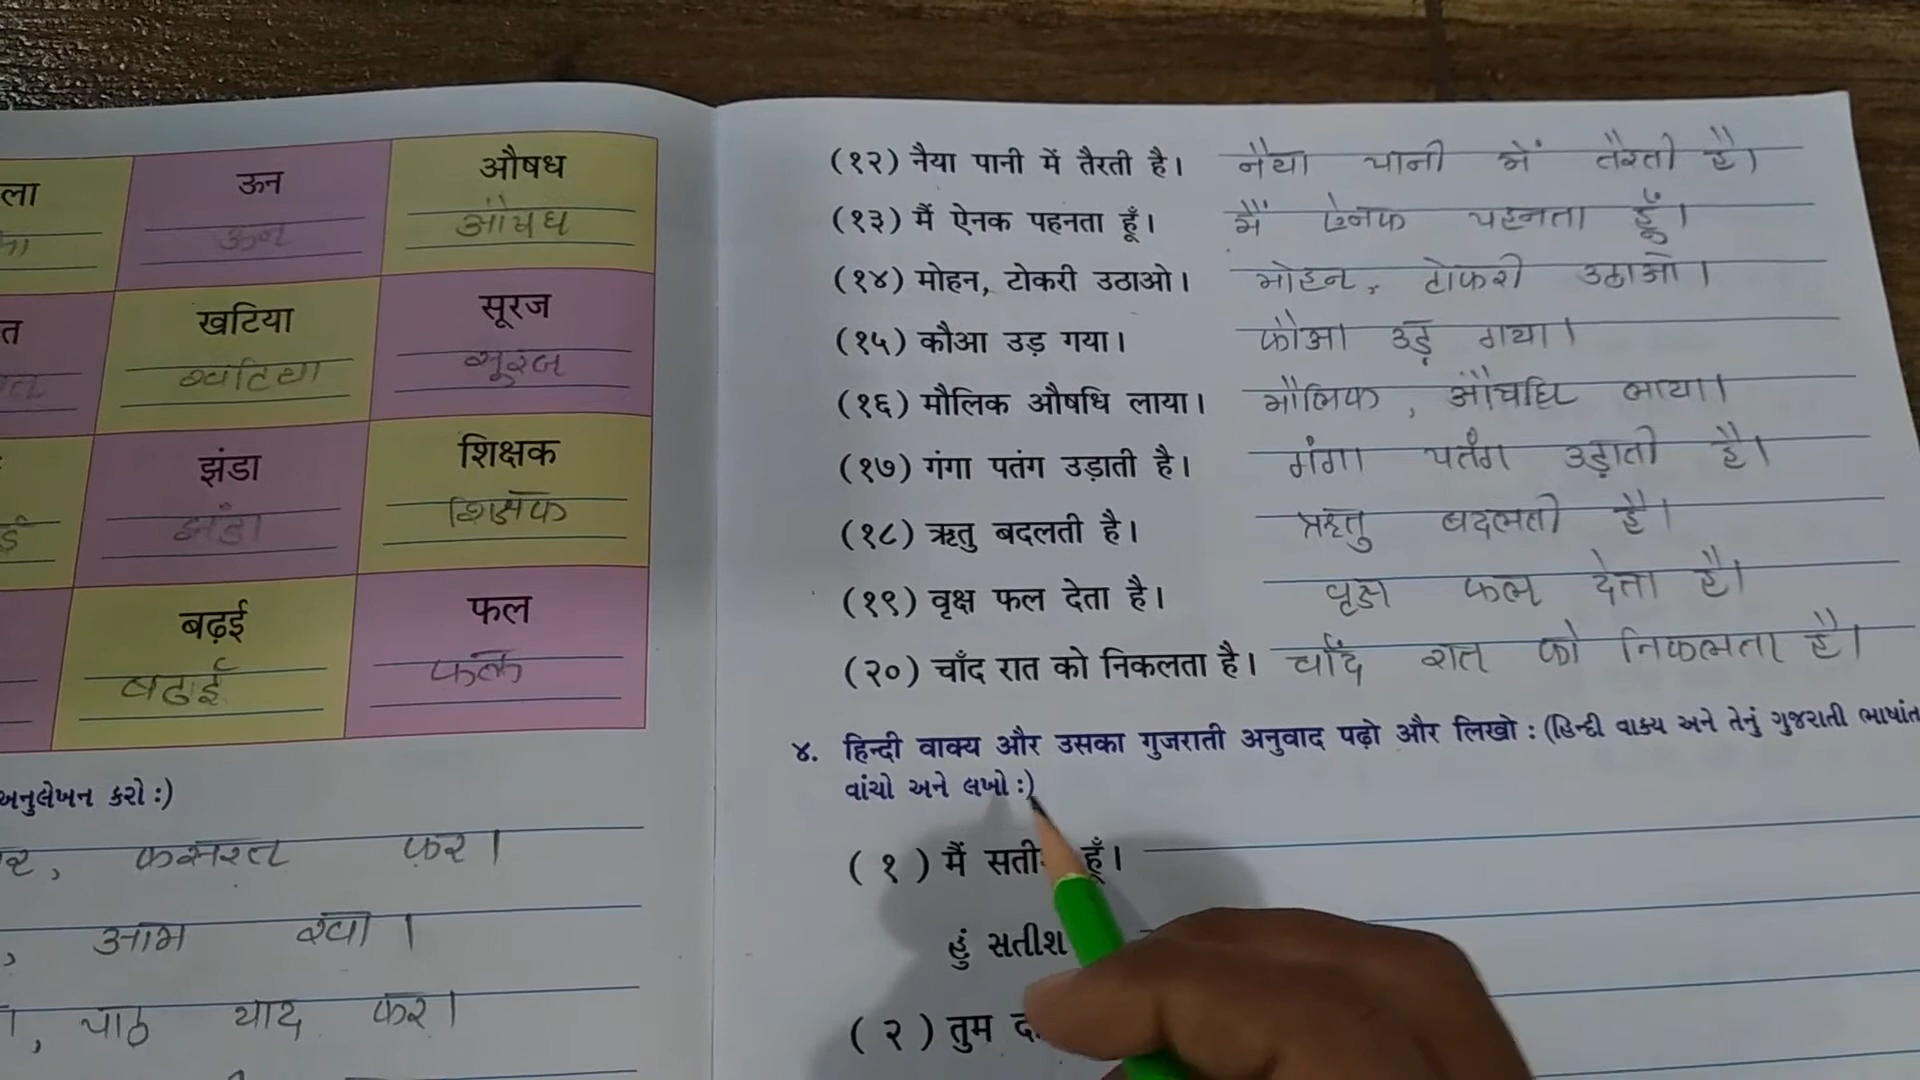 ला ऊन औषध
ऊन औषध
त खटिया सूरज
खटिया सूरज
झंडा शिक्षक
ई झंडा शिक्षक
बढ़ई फल
बढई फल
અનુલેખન કરો :)
र, कसरत कर।
, आम खा।
, पाठ याद कर।
(१२) नैया पानी में तैरती है। नैया पानी में तैरती है।
(१३) मैं ऐनक पहनता हूँ। मैं ऐनक पहनता हूँ।
(१४) मोहन, टोकरी उठाओ। मोहन, टोकरी उठाओ।
(१५) कौआ उड़ गया। कौआ उड़ गया।
(१६) मौलिक औषधि लाया। मौलिक, औषधि लाया।
(१७) गंगा पतंग उड़ाती है। गंगा पतंग उड़ाती है।
(१८) ऋतु बदलती है। ऋतु बदलती है।
(१९) वृक्ष फल देता है। वृक्ष फल देता है।
(२०) चाँद रात को निकलता है। चाँद रात को निकलता है।
४. हिन्दी वाक्य और उसका गुजराती अनुवाद पढ़ो और लिखो : (હિન્દી વાક્ય અને તેનું ગુજરાતી ભાષાંત
વાંચો અને લખો :)
( १ ) मैं सती हूँ।
હું સતીશ
( २ ) तुम